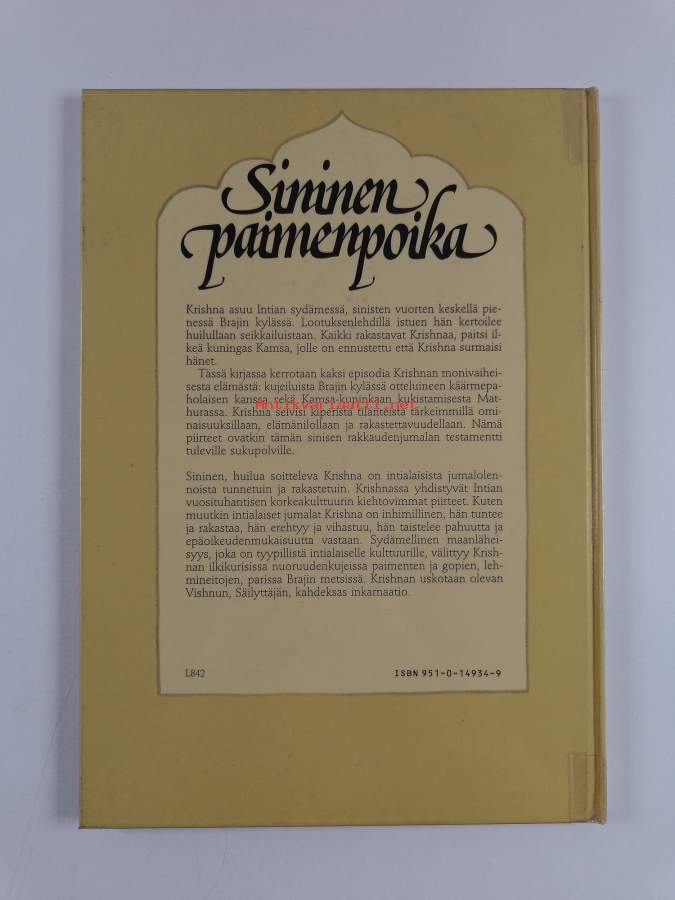 Sininen
paimenpoika
Krishna asuu Intian sydämessä, sinisten vuorten keskellä pie-
nessä Brajin kylässä. Lootuksenlehdillä istuen hän kertoilee
huilullaan seikkailuistaan. Kaikki rakastavat Krishnaa, paitsi il-
keä kuningas Kamsa, jolle on ennustettu että Krishna surmaisi
hänet.
Tässä kirjassa kerrotaan kaksi episodia Krishnan monivaihei-
sesta elämästä: kujeiluista Brajin kylässä otteluineen käärmepa-
holaisen kanssa sekä Kamsa-kuninkaan kukistamisesta Mat-
Antikvariaatti.net
hurassa. Krishna selvisi kiperistä tilanteista tärkeimmillä omi-
naisuuksillaan, elämänilollaan ja rakastettavuudellaan. Nämä
piirteet ovatkin tämän sinisen rakkaudenjumalan testamentti
tuleville sukupolville.
Sininen, huilua soitteleva Krishna on intialaisista jumalolen-
noista tunnetuin ja rakastetuin. Krishnassa yhdistyvät Intian
vuosituhantisen korkeakulttuurin kiehtovimmat piirteet. Kuten
muutkin intialaiset jumalat Krishna on inhimillinen, hän tuntee
ja rakastaa, hän erehtyy ja vihastuu, hän taistelee pahuutta ja
epäoikeudenmukaisuutta vastaan. Sydämellinen maanlähei-
syys, joka on tyypillistä intialaiselle kulttuurille, välittyy Krish-
nan ilkikurisissa nuoruudenkujeissa paimenten ja gopien, leh-
mineitojen, parissa Brajin metsissä. Krishnan uskotaan olevan
Vishnun, Säilyttäjän, kahdeksas inkarnaatio.
L842 ISBN 951-0-14934-9